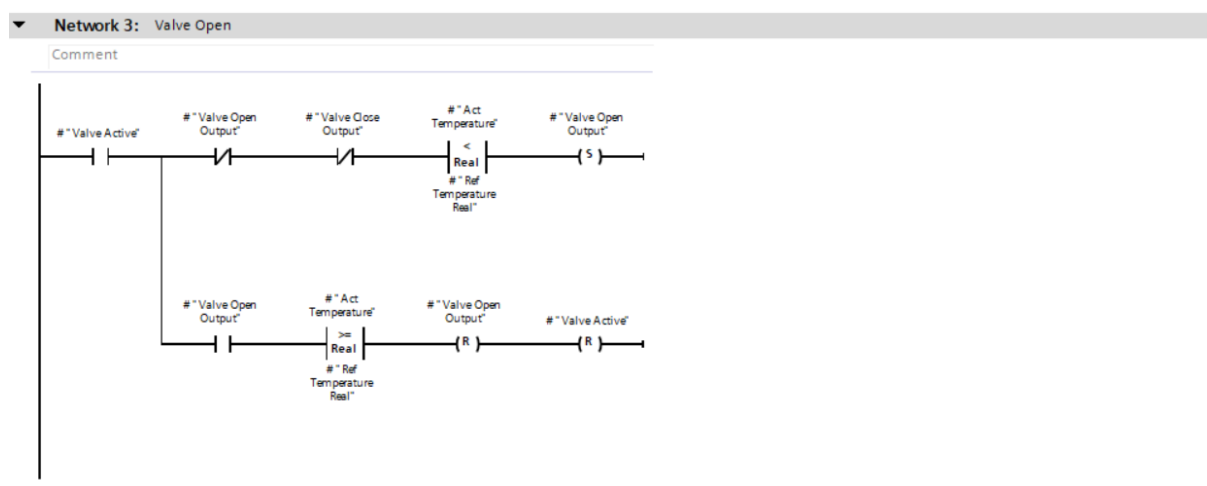 Network 3: Valve Open
Comment
#"Valve Active"
#"Valve Open
Output"
#"Valve Close
Output"
#"Act
Temperature"
<
Real
#"Ref
Temperature
Real"
#"Valve Open
Output"
S
#"Valve Open
Output"
#"Act
Temperature"
>=
Real
#"Ref
Temperature
Real"
#"Valve Open
Output"
R
#"Valve Active"
R